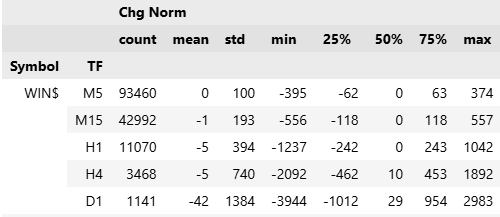 Chg Norm
count mean std min 25% 50% 75% max
Symbol TF
WIN$ M5 93460 0 100 -395 -62 0 63 374
M15 42992 -1 193 -556 -118 0 118 557
H1 11070 -5 394 -1237 -242 0 243 1042
H4 3468 -5 740 -2092 -462 10 453 1892
D1 1141 -42 1384 -3944 -1012 29 954 2983